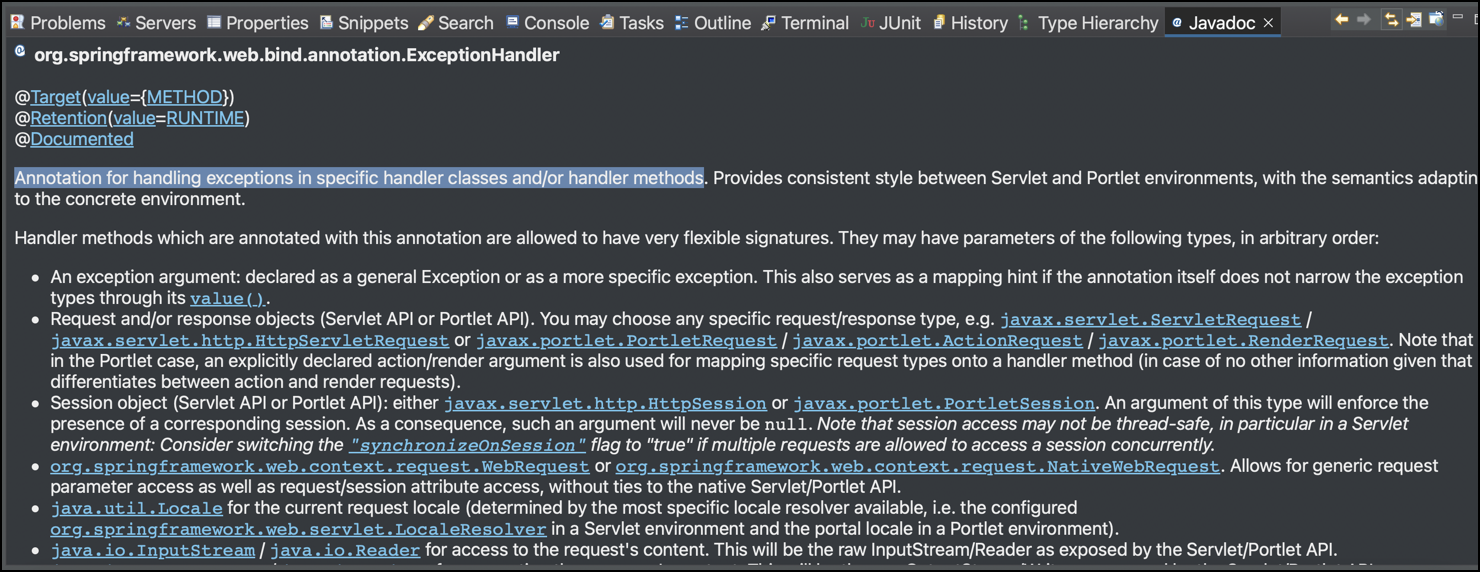 Problems Servers Properties Snippets Search Console Tasks Outline Terminal JUnit History Type Hierarchy @ Javadoc
org.springframework.web.bind.annotation.ExceptionHandler
@Target(value={METHOD})
@Retention(value=RUNTIME)
@Documented
Annotation for handling exceptions in specific handler classes and/or handler methods. Provides consistent style between Servlet and Portlet environments, with the semantics adaptin
to the concrete environment.
Handler methods which are annotated with this annotation are allowed to have very flexible signatures. They may have parameters of the following types, in arbitrary order:
• An exception argument: declared as a general Exception or as a more specific exception. This also serves as a mapping hint if the annotation itself does not narrow the exception
types through its value().
• Request and/or response objects (Servlet API or Portlet API). You may choose any specific request/response type, e.g. javax.servlet.ServletRequest /
javax.servlet.http.HttpServletRequest or javax.portlet.PortletRequest / javax.portlet.ActionRequest / javax.portlet.RenderRequest. Note that
in the Portlet case, an explicitly declared action/render argument is also used for mapping specific request types onto a handler method (in case of no other information given that
differentiates between action and render requests).
• Session object (Servlet API or Portlet API): either javax.servlet.http.HttpSession or javax.portlet.PortletSession. An argument of this type will enforce the
presence of a corresponding session. As a consequence, such an argument will never be null. Note that session access may not be thread-safe, in particular in a Servlet
environment: Consider switching the "synchronizeOnSession" flag to "true" if multiple requests are allowed to access a session concurrently.
• org.springframework.web.context.request.WebRequest or org.springframework.web.context.request.NativeWebRequest. Allows for generic request
parameter access as well as request/session attribute access, without ties to the native Servlet/Portlet API.
• java.util.Locale for the current request locale (determined by the most specific locale resolver available, i.e. the configured
org.springframework.web.servlet.LocaleResolver in a Servlet environment and the portal locale in a Portlet environment).
• java.io.InputStream / java.io.Reader for access to the request's content. This will be the raw InputStream/Reader as exposed by the Servlet/Portlet API.